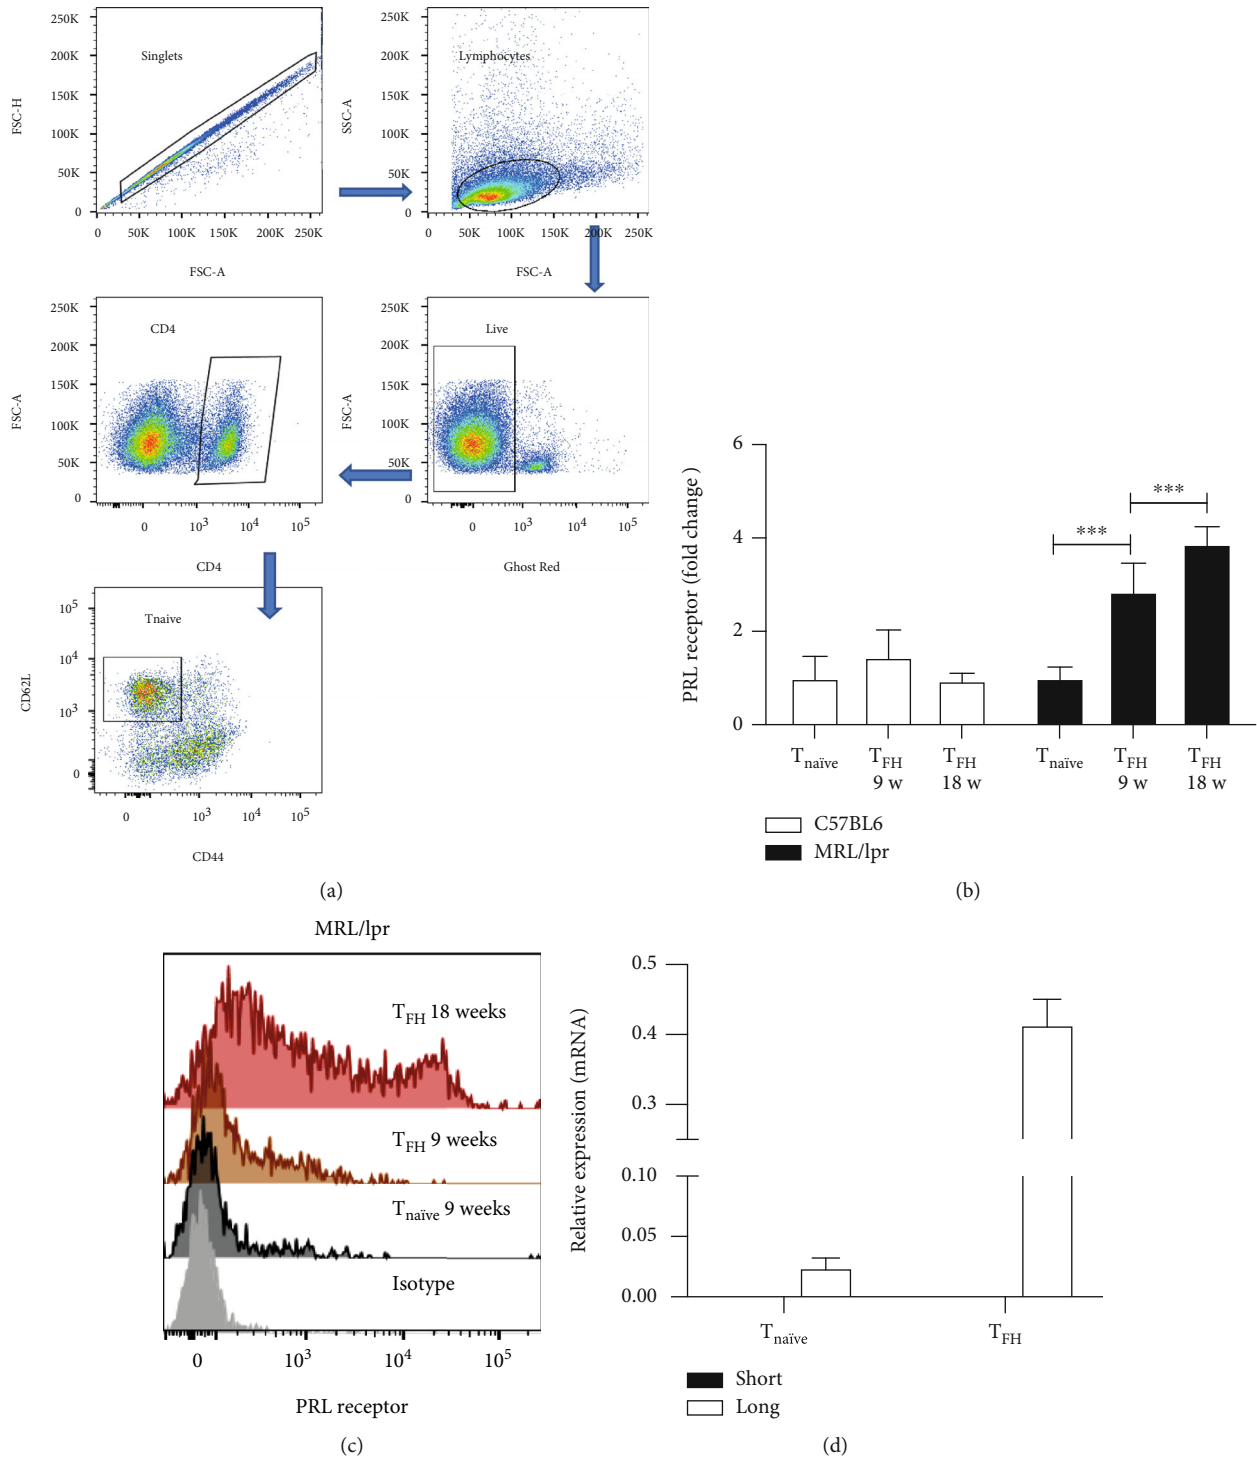 250K
200K
150K
100K
50K
0
FSC-H
Singlets
0 50K 100K 150K 200K 250K
FSC-A
250K
200K
150K
100K
50K
0
SSC-A
Lymphocytes
0 50K 100K 150K 200K 250K
FSC-A
250K
200K
150K
100K
50K
0
FSC-A
CD4
0 10³ 10⁴ 10⁵
CD4
250K
200K
150K
100K
50K
0
FSC-A
Live
0 10³ 10⁴ 10⁵
Ghost Red
10⁵
10⁴
10³
0
CD62L
Tnaive
0 10³ 10⁴ 10⁵
CD44
(a)
6
4
2
0
PRL receptor (fold change )
***
***
Tnaïve TFH TFH Tnaïve TFH TFH
9 w 18 w 9 w 18 w
C57BL6
MRL/lpr
(b)
MRL/lpr
TFH 18 weeks
TFH 9 weeks
Tnaïve 9 weeks
Isotype
0 10³ 10⁴ 10⁵
PRL receptor
(c)
0.5
0.4
0.3
0.10
0.05
0.00
Relative expression (mRNA)
Tnaïve TFH
Short
Long
(d)